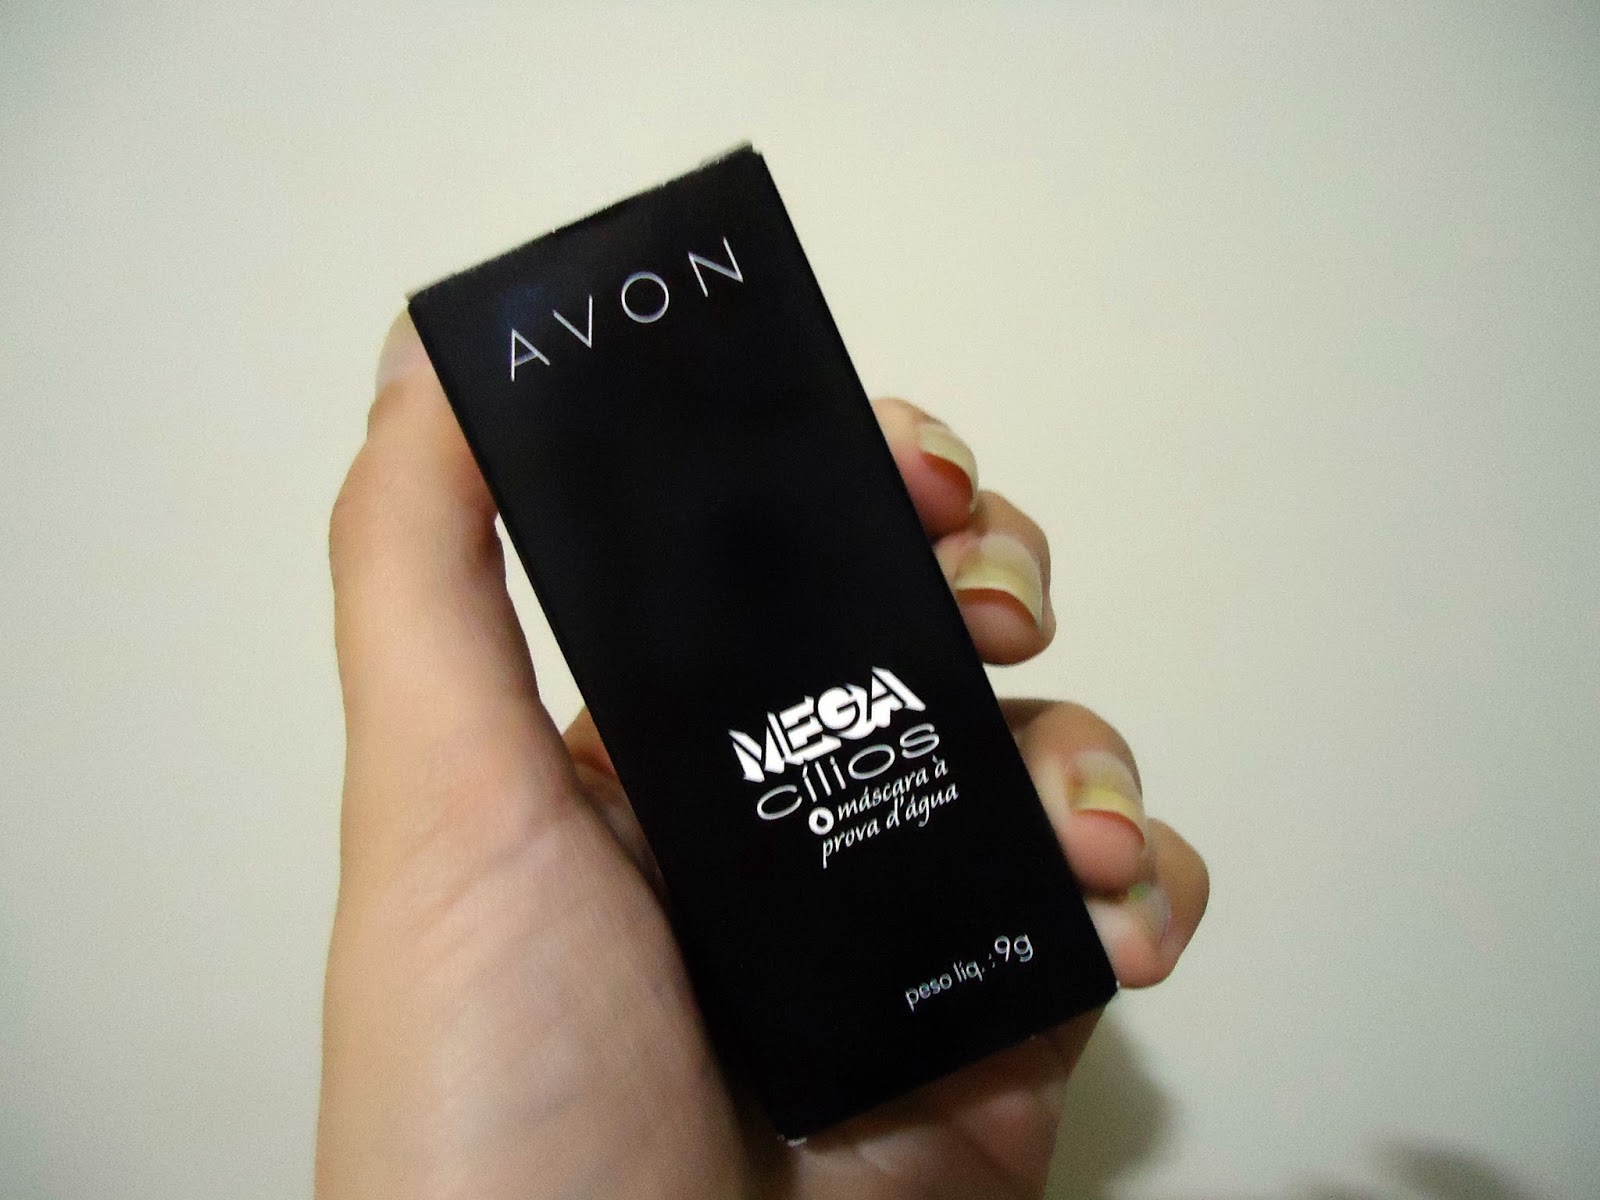 AVON
MEGA
cílios
máscara à
prova d'água
peso líq.: 9g